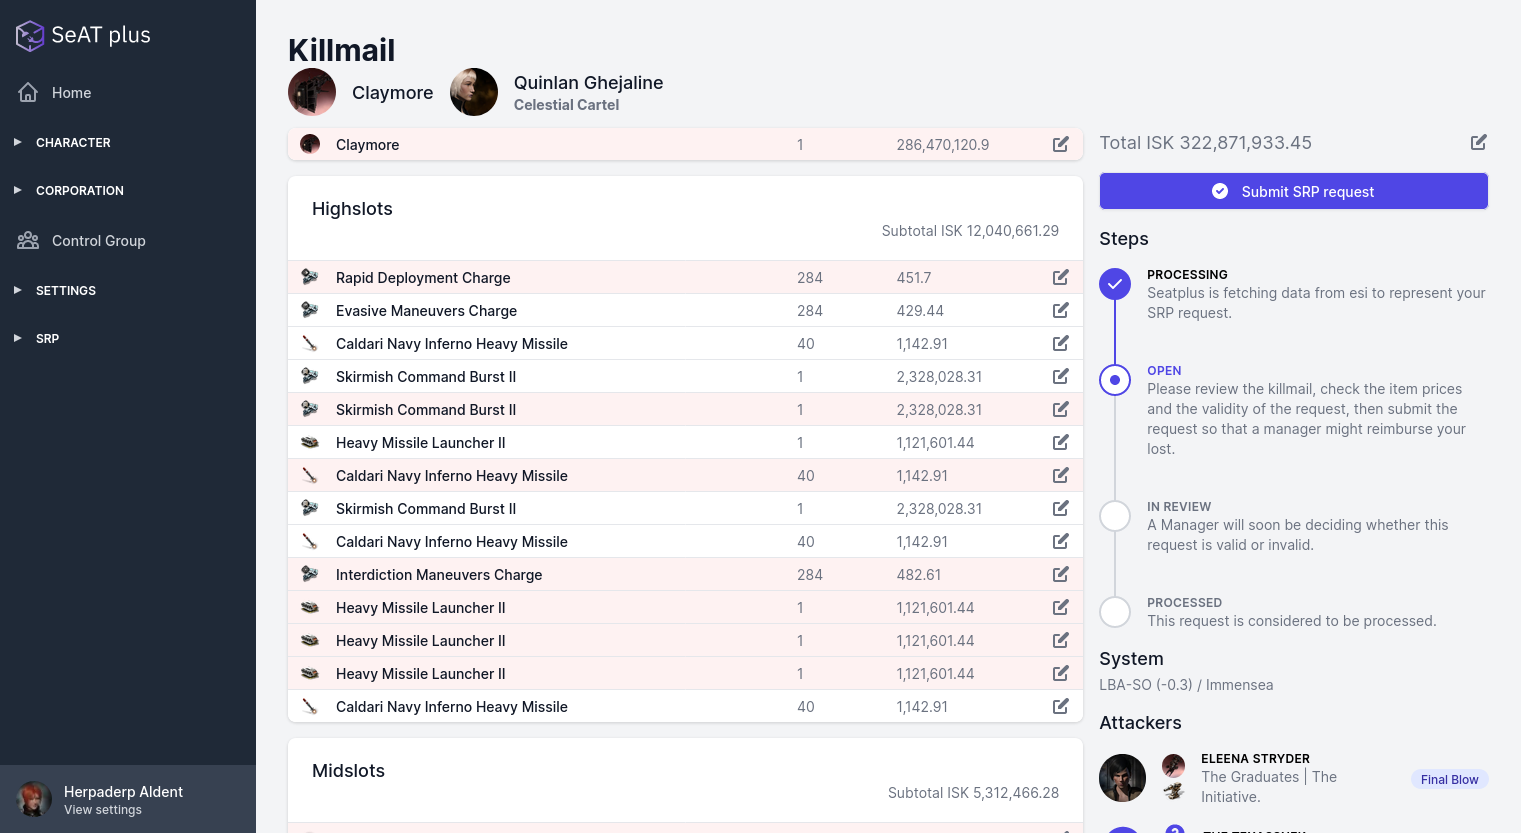 SeAT plus
Home
CHARACTER
CORPORATION
Control Group
SETTINGS
SRP
Herpaderp Aldent
View settings
Killmail
Claymore
Quinlan Ghejaline
Celestial Cartel
Claymore 1 286,470,120.9
Highslots
Subtotal ISK 12,040,661.29
Rapid Deployment Charge 284 451.7
Evasive Maneuvers Charge 284 429.44
Caldari Navy Inferno Heavy Missile 40 1,142.91
Skirmish Command Burst II 1 2,328,028.31
Skirmish Command Burst II 1 2,328,028.31
Heavy Missile Launcher II 1 1,121,601.44
Caldari Navy Inferno Heavy Missile 40 1,142.91
Skirmish Command Burst II 1 2,328,028.31
Caldari Navy Inferno Heavy Missile 40 1,142.91
Interdiction Maneuvers Charge 284 482.61
Heavy Missile Launcher II 1 1,121,601.44
Heavy Missile Launcher II 1 1,121,601.44
Heavy Missile Launcher II 1 1,121,601.44
Caldari Navy Inferno Heavy Missile 40 1,142.91
Midslots
Subtotal ISK 5,312,466.28
Total ISK 322,871,933.45
Submit SRP request
Steps
PROCESSING
Seatplus is fetching data from esi to represent your
SRP request.
OPEN
Please review the killmail, check the item prices
and the validity of the request, then submit the
request so that a manager might reimburse your
lost.
IN REVIEW
A Manager will soon be deciding whether this
request is valid or invalid.
PROCESSED
This request is considered to be processed.
System
LBA-SO (-0.3) / Immensea
Attackers
ELEENA STRYDER
The Graduates | The
Initiative.
Final Blow